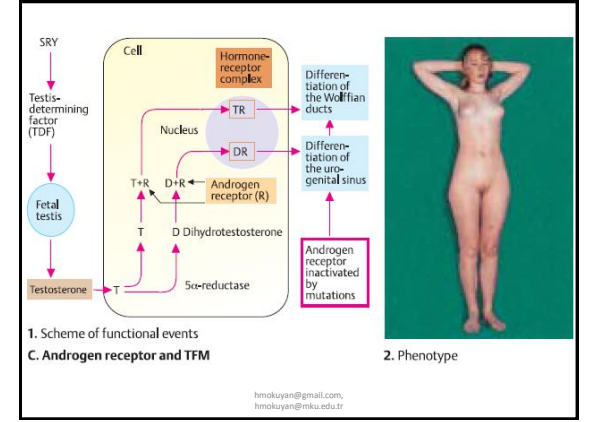 SRY
Testis-
determining
factor
(TDF)
Fetal
testis
Testosterone
Cell
Hormone-
receptor
complex
TR
Nucleus
DR
T+R
D+R
Androgen
receptor (R)
T
D Dihydrotestosterone
T
5α-reductase
Differen-
tiation of
the Wolffian
ducts
Differen-
tiation of
the uro-
genital sinus
Androgen
receptor
inactivated
by
mutations
1. Scheme of functional events
C. Androgen receptor and TFM
2. Phenotype
hmokuyan@gmail.com,
hmokuyan@mku.edu.tr